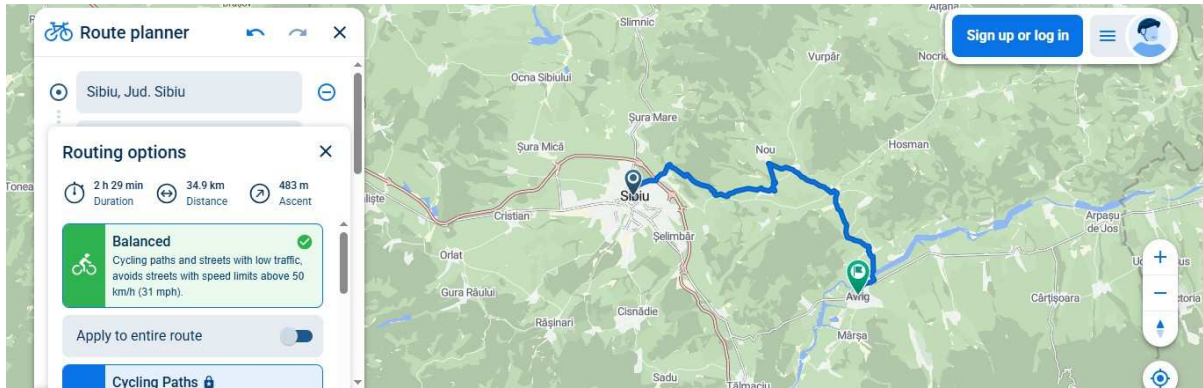 Route planner
Sibiu, Jud. Sibiu
Routing options
2 h 29 min
Duration
34.9 km
Distance
483 m
Ascent
Balanced
Cycling paths and streets with low traffic,
avoids streets with speed limits above 50
km/h (31 mph).
Apply to entire route
Cycling Paths
Sign up or log in
Slimnic
Vurpăr
Ocna Sibiului
Șura Mare
Șura Mică
Nou
Hosman
Sibiu
Cristian
Șelimbăr
Arpașu
de Jos
Orlat
Gura Râului
Avrig
Cârțișoara
Cisnădie
Rășinari
Mârșa
Sadu
Tălmaciu